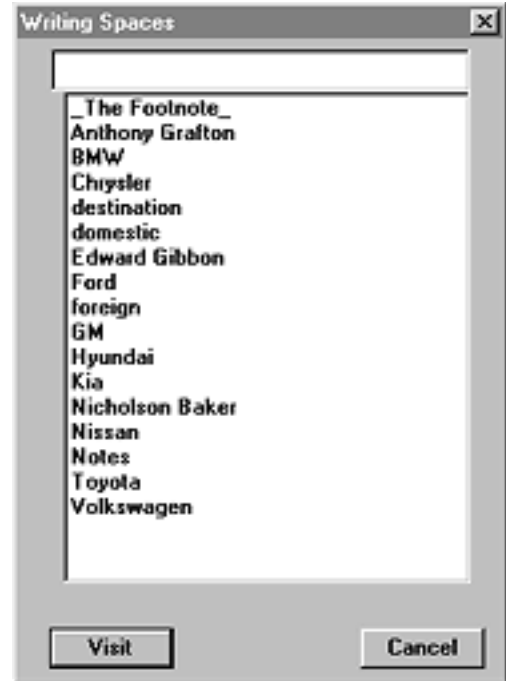 Writing Spaces
_The Footnote_
Anthony Grafton
BMW
Chrysler
destination
domestic
Edward Gibbon
Ford
foreign
GM
Hyundai
Kia
Nicholson Baker
Nissan
Notes
Toyota
Volkswagen
Visit Cancel